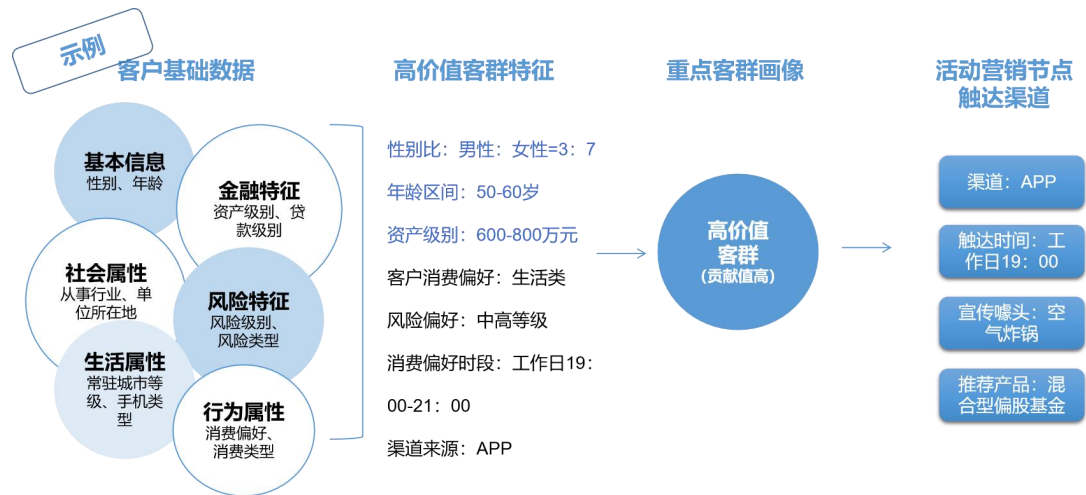 示例
客户基础数据
高价值客群特征
重点客群画像
活动营销节点
触达渠道
基本信息
性别、年龄
金融特征
资产级别、贷
款级别
社会属性
从事行业、单
位所在地
风险特征
风险级别、
风险类型
生活属性
常驻城市等
级、手机类
型
行为属性
消费偏好、
消费类型
性别比：男性：女性=3：7
年龄区间：50-60岁
资产级别：600-800万元
客户消费偏好：生活类
风险偏好：中高等级
消费偏好时段：工作日19：
00-21：00
渠道来源：APP
高价值
客群
(贡献值高)
渠道：APP
触达时间：工
作日19：00
宣传噱头：空
气炸锅
推荐产品：混
合型偏股基金